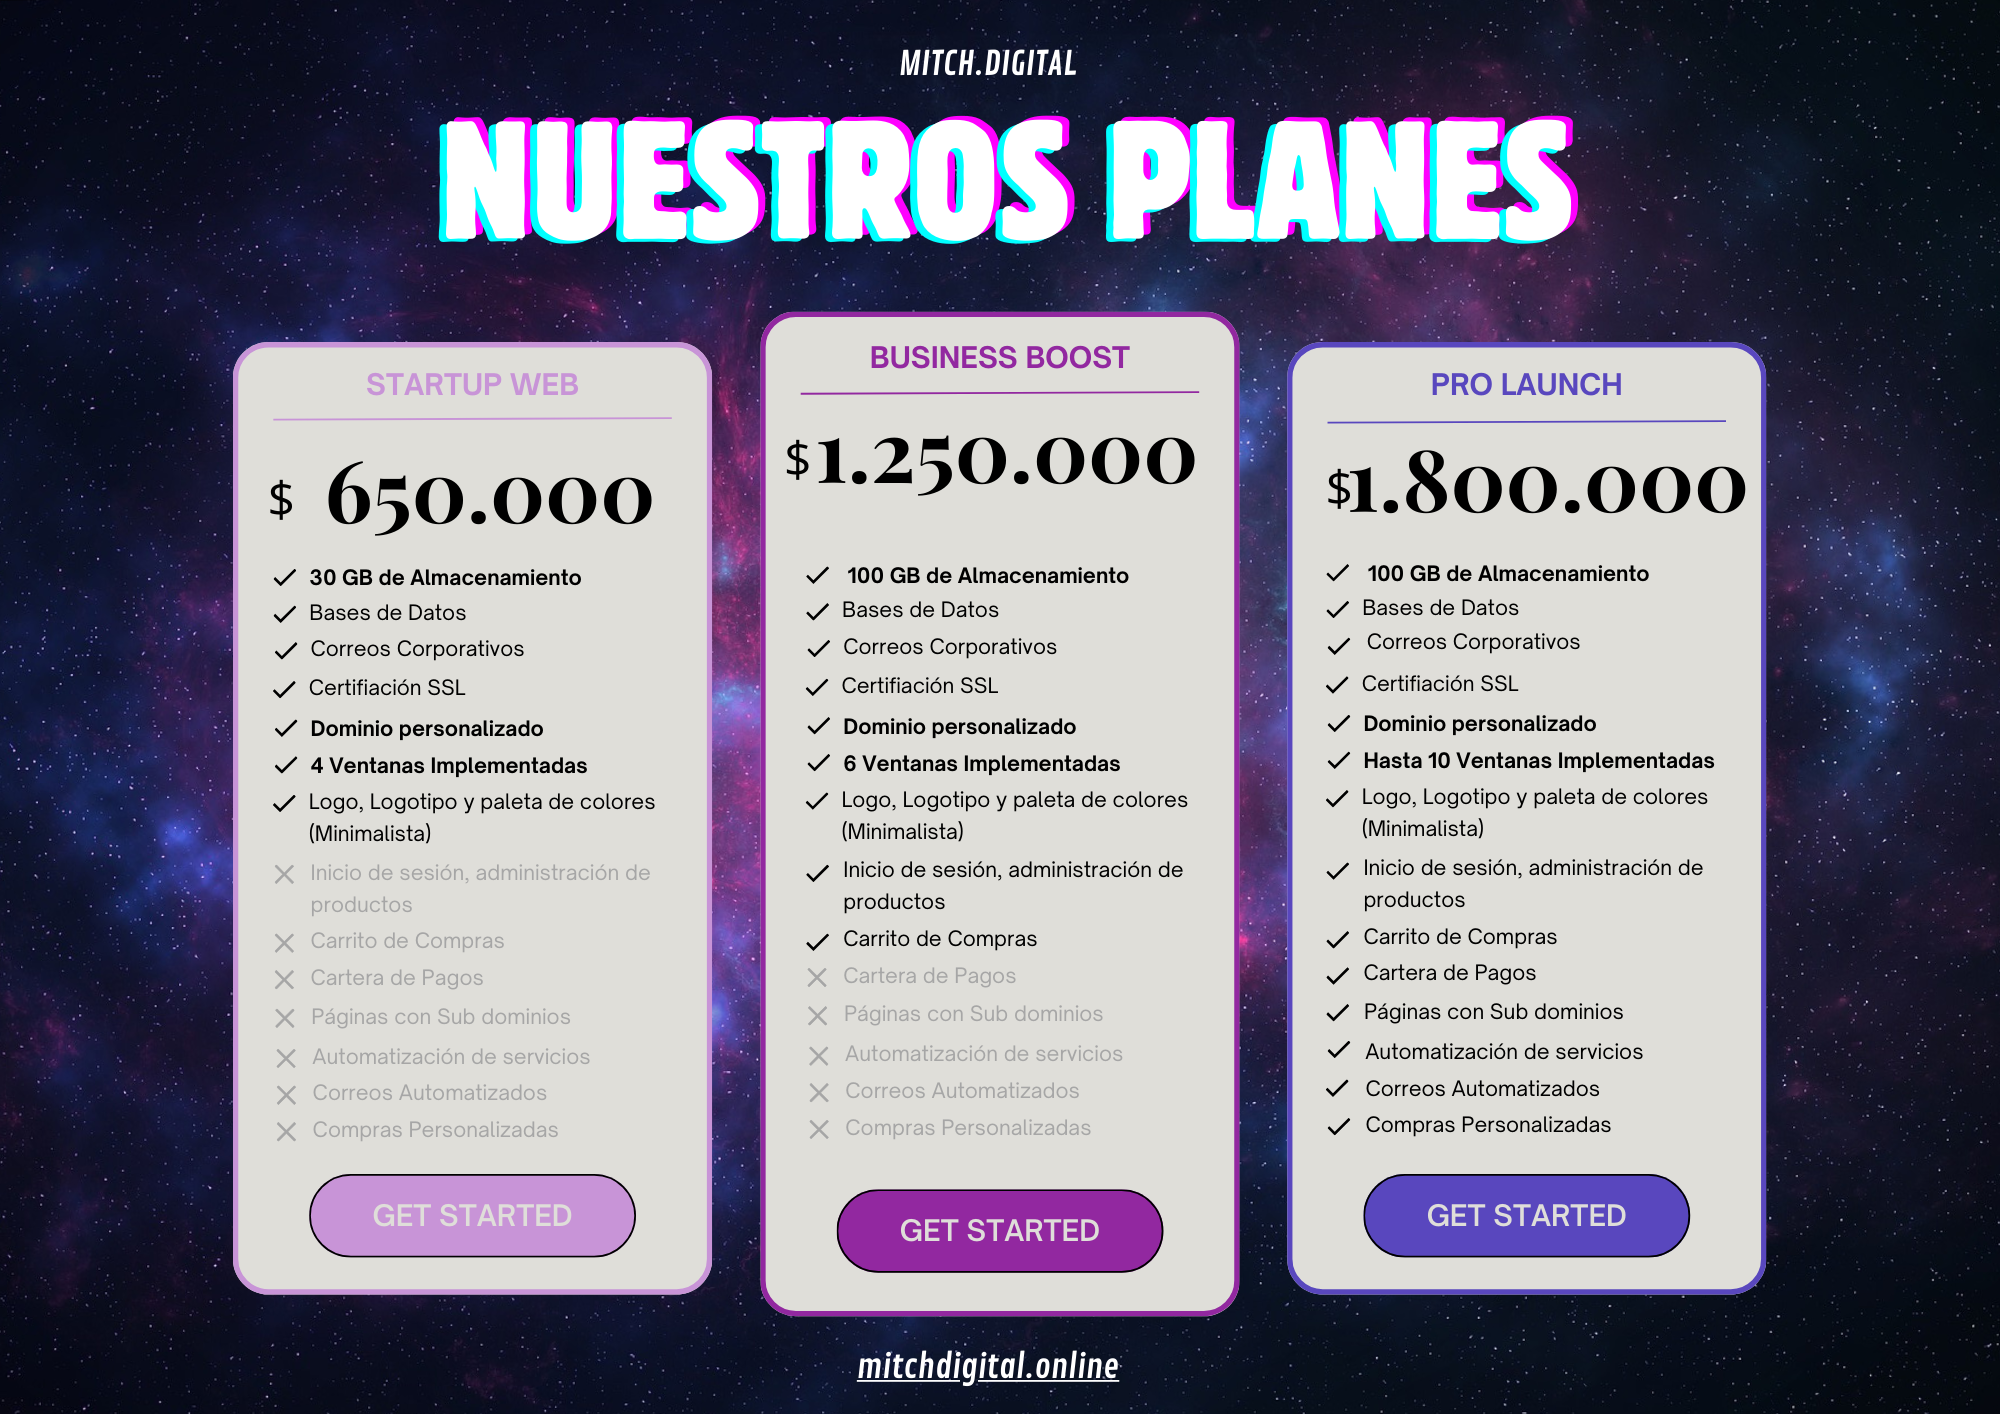 MITCH.DIGITAL
NUESTROS PLANES
STARTUP WEB
$ 650.000
30 GB de Almacenamiento
Bases de Datos
Correos Corporativos
Certifiación SSL
Dominio personalizado
4 Ventanas Implementadas
Logo, Logotipo y paleta de colores
(Minimalista)
Inicio de sesión, administración de
productos
Carrito de Compras
Cartera de Pagos
Páginas con Sub dominios
Automatización de servicios
Correos Automatizados
Compras Personalizadas
GET STARTED
BUSINESS BOOST
$1.250.000
100 GB de Almacenamiento
Bases de Datos
Correos Corporativos
Certifiación SSL
Dominio personalizado
6 Ventanas Implementadas
Logo, Logotipo y paleta de colores
(Minimalista)
Inicio de sesión, administración de
productos
Carrito de Compras
Cartera de Pagos
Páginas con Sub dominios
Automatización de servicios
Correos Automatizados
Compras Personalizadas
GET STARTED
PRO LAUNCH
$1.800.000
100 GB de Almacenamiento
Bases de Datos
Correos Corporativos
Certifiación SSL
Dominio personalizado
Hasta 10 Ventanas Implementadas
Logo, Logotipo y paleta de colores
(Minimalista)
Inicio de sesión, administración de
productos
Carrito de Compras
Cartera de Pagos
Páginas con Sub dominios
Automatización de servicios
Correos Automatizados
Compras Personalizadas
GET STARTED
mitchdigital.online